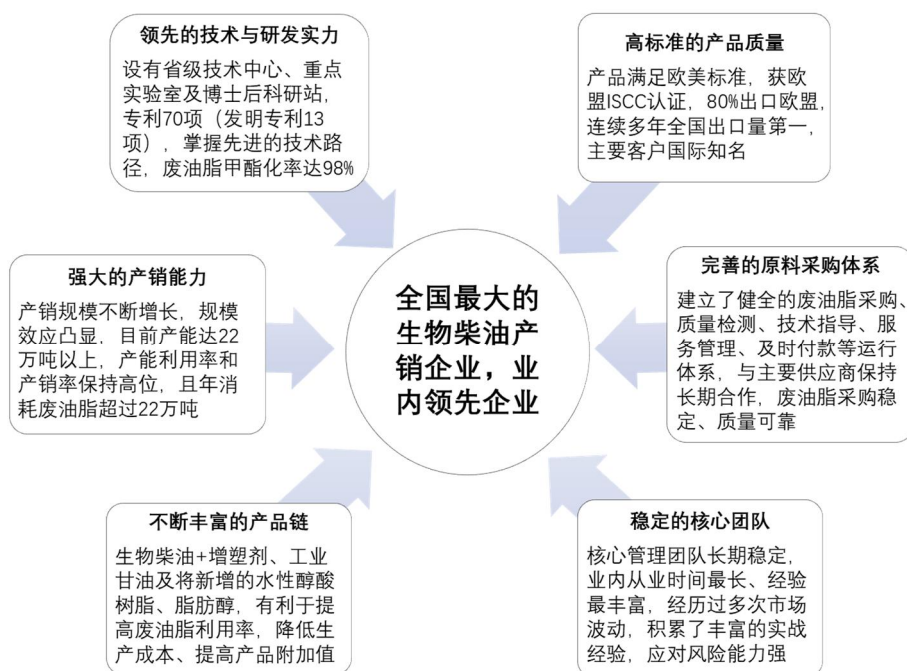 领先的技术与研发实力
设有省级技术中心、重点
实验室及博士后科研站，
专利70项（发明专利13
项），掌握先进的技术路
径，废油脂甲酯化率达98%
高标准的产品质量
产品满足欧美标准，获欧
盟ISCC认证，80%出口欧盟，
连续多年全国出口量第一，
主要客户国际知名
强大的产销能力
产销规模不断增长，规模
效应凸显，目前产能达22
万吨以上，产能利用率和
产销率保持高位，且年消
耗废油脂超过22万吨
全国最大的
生物柴油产
销企业，业
内领先企业
完善的原料采购体系
建立了健全的废油脂采购、
质量检测、技术指导、服
务管理、及时付款等运行
体系，与主要供应商保持
长期合作，废油脂采购稳
定、质量可靠
不断丰富的产品链
生物柴油+增塑剂、工业
甘油及将新增的水性醇酸
树脂、脂肪醇，有利于提
高废油脂利用率，降低生
产成本、提高产品附加值
稳定的核心团队
核心管理团队长期稳定，
业内从业时间最长、经验
最丰富，经历过多次市场
波动，积累了丰富的实战
经验，应对风险能力强